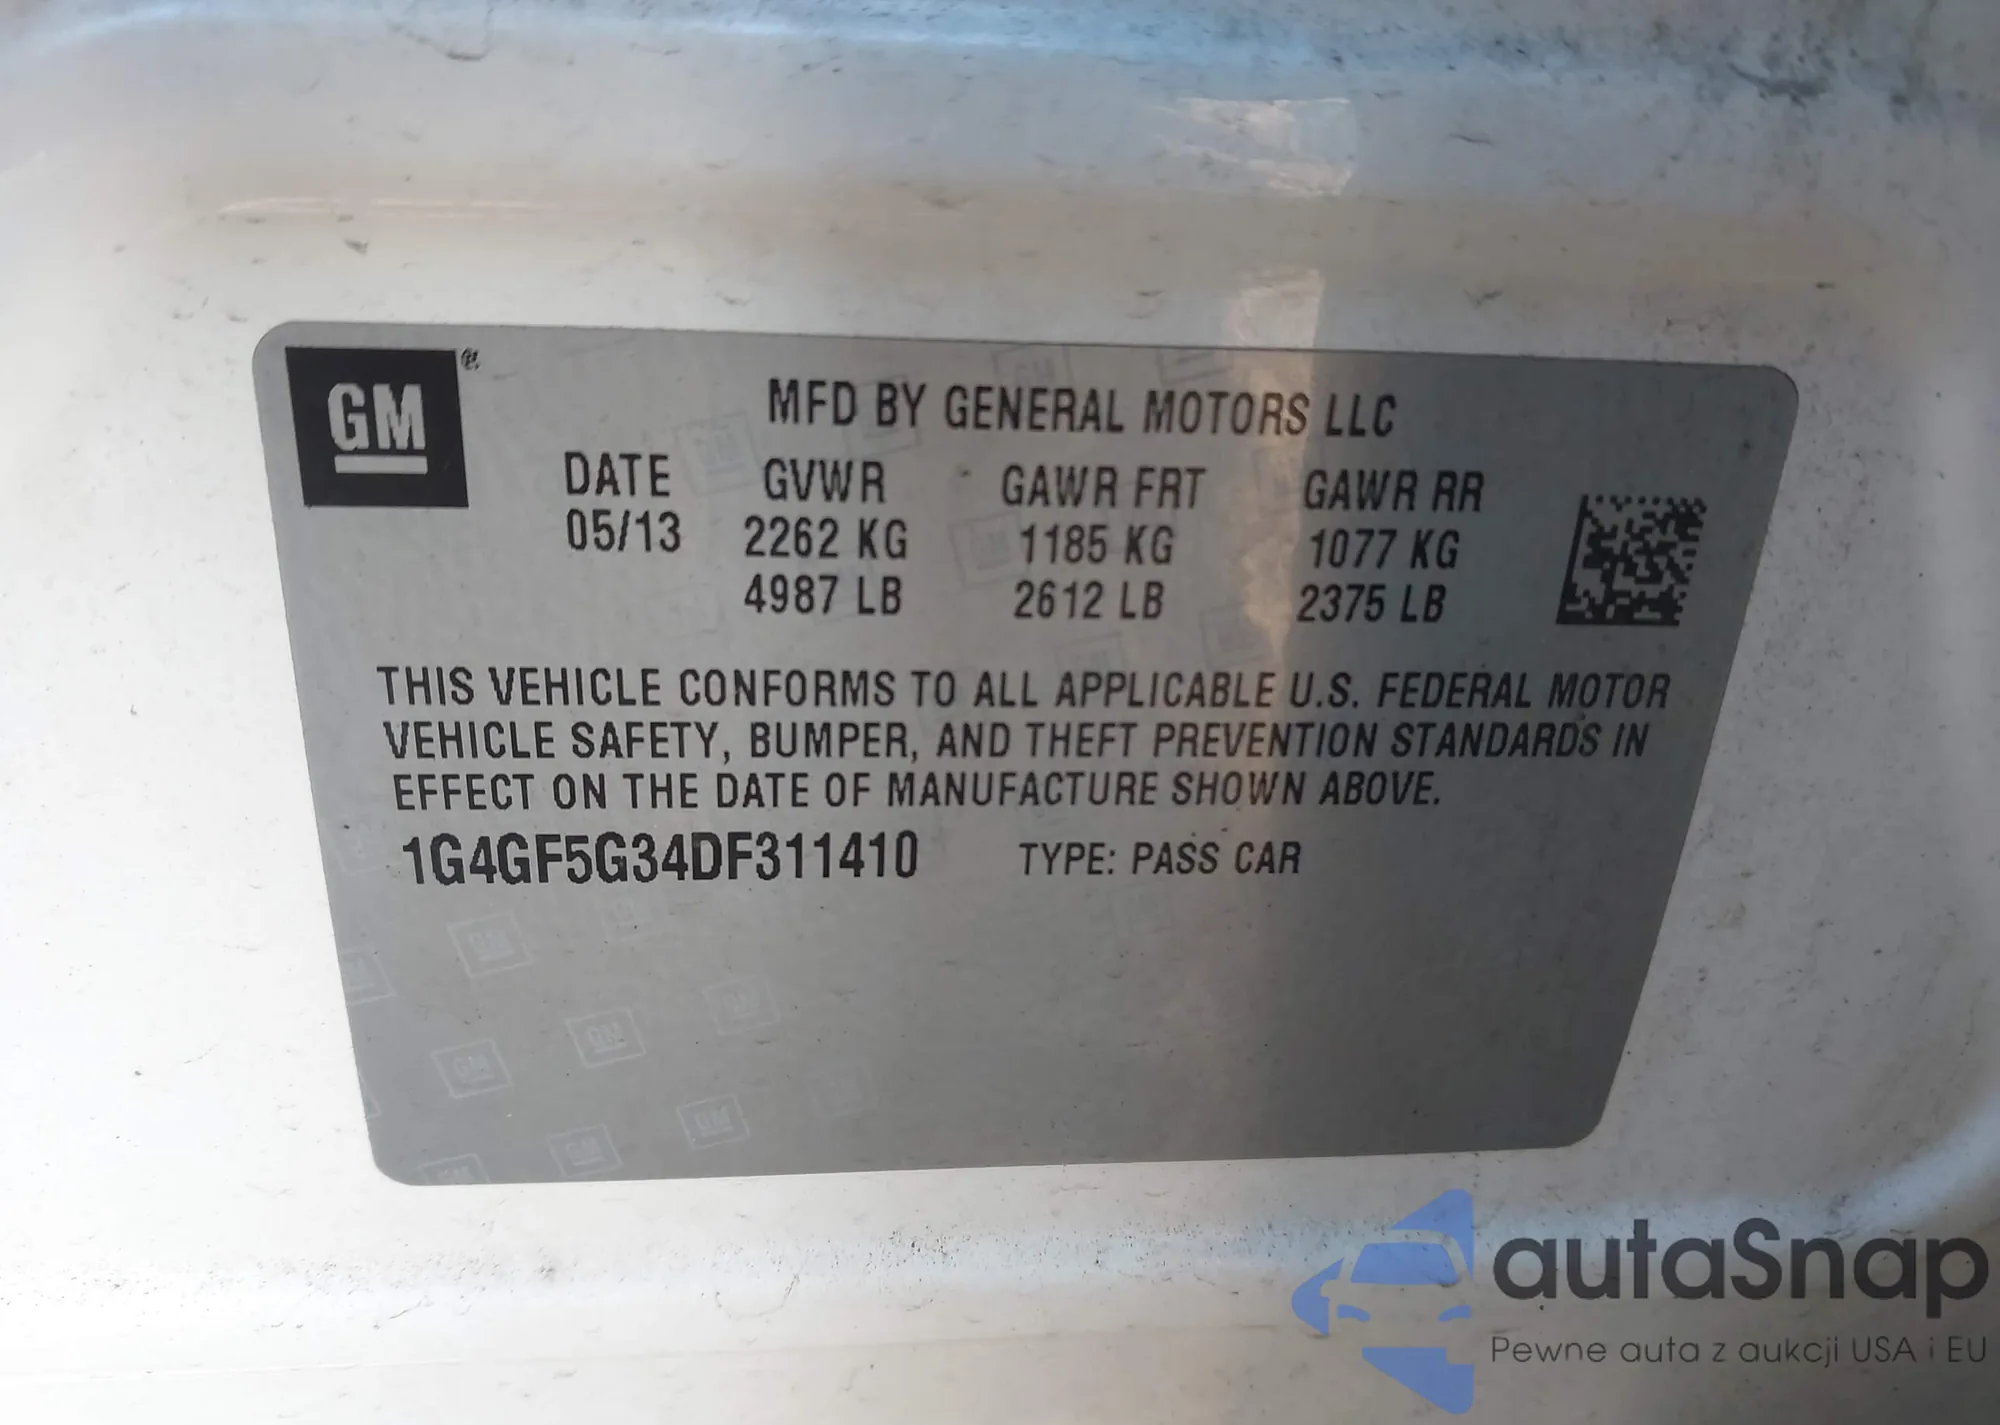 GM
MFD BY GENERAL MOTORS LLC
DATE GVWR GAWR FRT GAWR RR
05/13 2262 KG 1185 KG 1077 KG
4987 LB 2612 LB 2375 LB
THIS VEHICLE CONFORMS TO ALL APPLICABLE U.S. FEDERAL MOTOR
VEHICLE SAFETY, BUMPER, AND THEFT PREVENTION STANDARDS IN
EFFECT ON THE DATE OF MANUFACTURE SHOWN ABOVE.
1G4GF5G34DF311410 TYPE: PASS CAR
autaSnap
Pewne auta z aukcji USA i EU